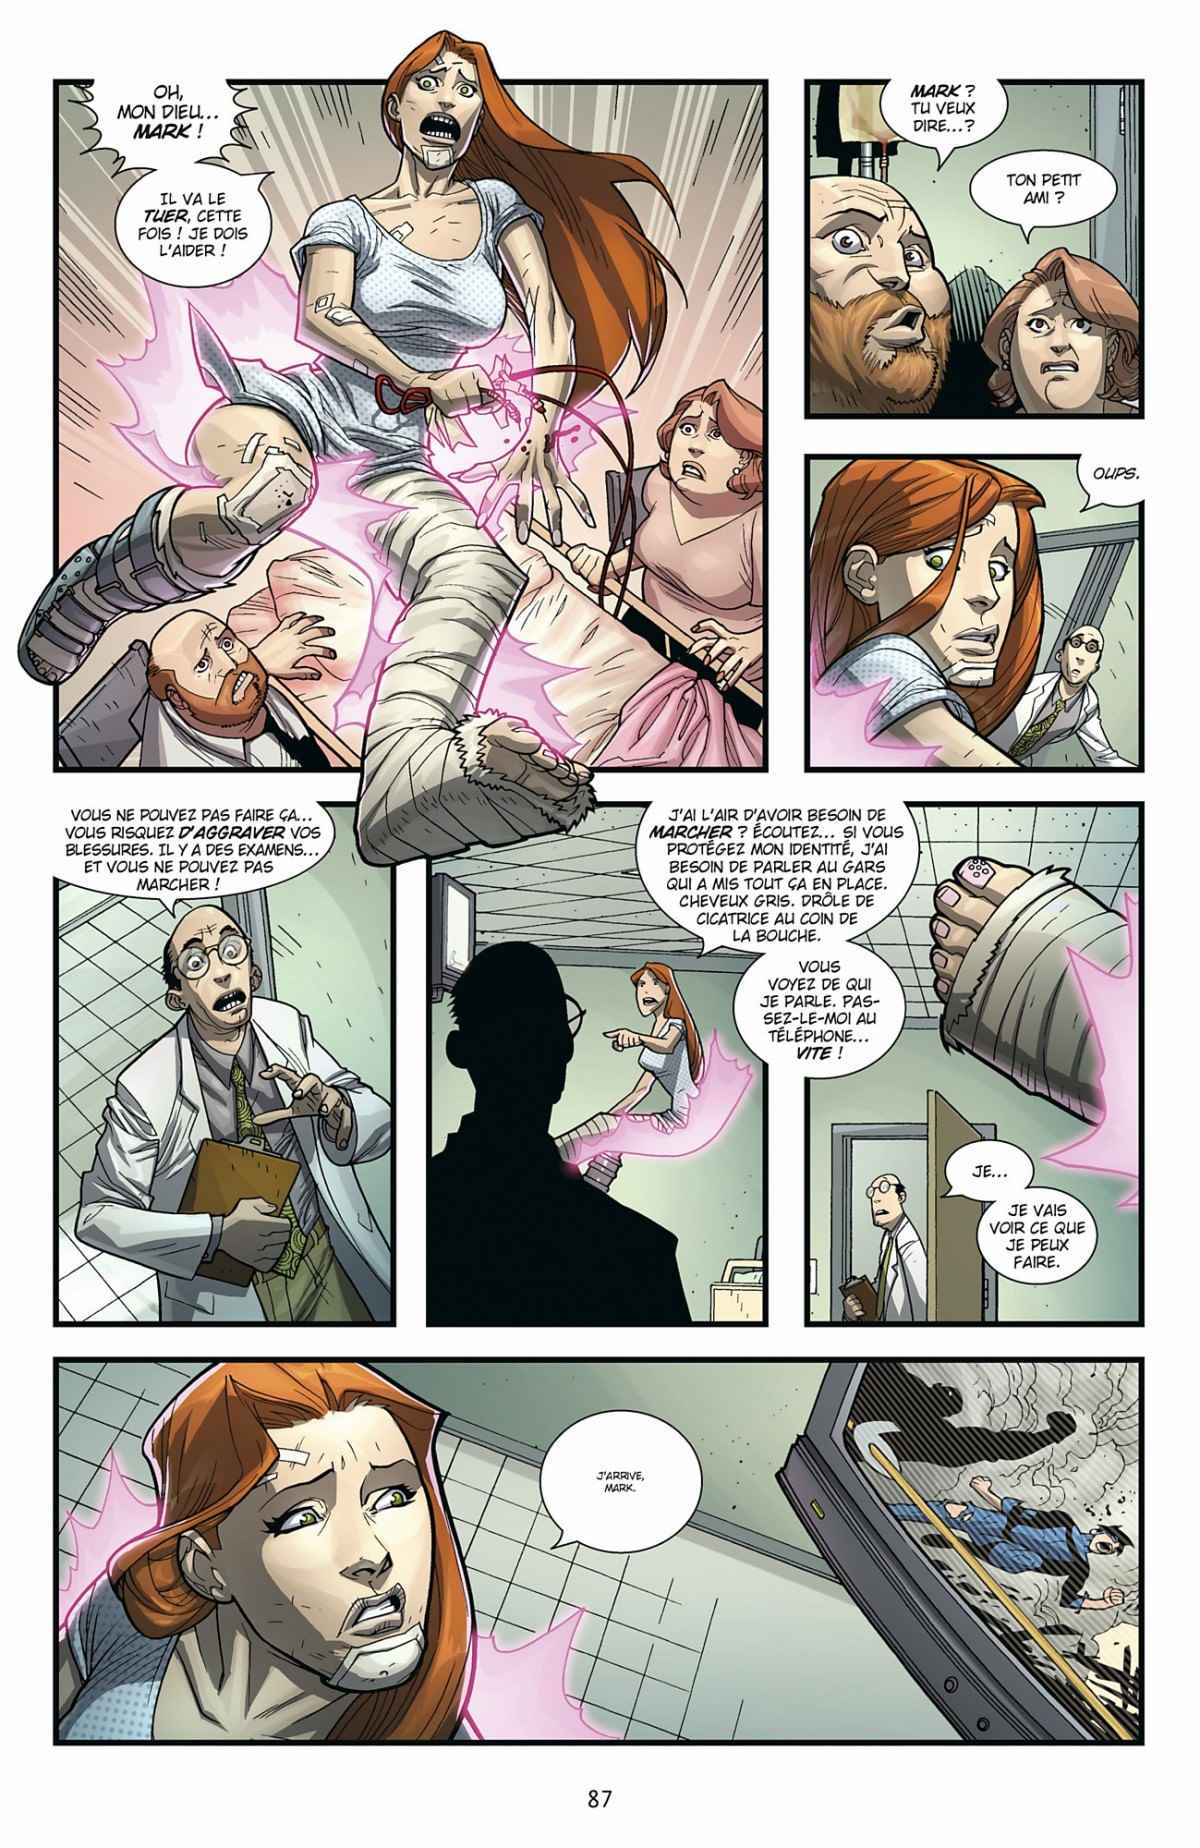 OH,
MON DIEU...
MARK !
IL VA LE
TUER, CETTE
FOIS ! JE DOIS
L'AIDER !
MARK ?
TU VEUX
DIRE...?
TON PETIT
AMI ?
OUPS.
VOUS NE POUVEZ PAS FAIRE ÇA...
VOUS RISQUEZ D'AGGRAVER VOS
BLESSURES. IL Y A DES EXAMENS...
ET VOUS NE POUVEZ PAS
MARCHER !
J'AI L'AIR D'AVOIR BESOIN DE
MARCHER ? ÉCOUTEZ... SI VOUS
PROTÉGEZ MON IDENTITÉ, J'AI
BESOIN DE PARLER AU GARS
QUI A MIS TOUT ÇA EN PLACE.
CHEVEUX GRIS. DRÔLE DE
CICATRICE AU COIN DE
LA BOUCHE.
VOUS
VOYEZ DE QUI
JE PARLE. PAS-
SEZ-LE-MOI AU
TÉLÉPHONE...
VITE !
JE...
JE VAIS
VOIR CE QUE
JE PEUX
FAIRE.
J'ARRIVE,
MARK.
87